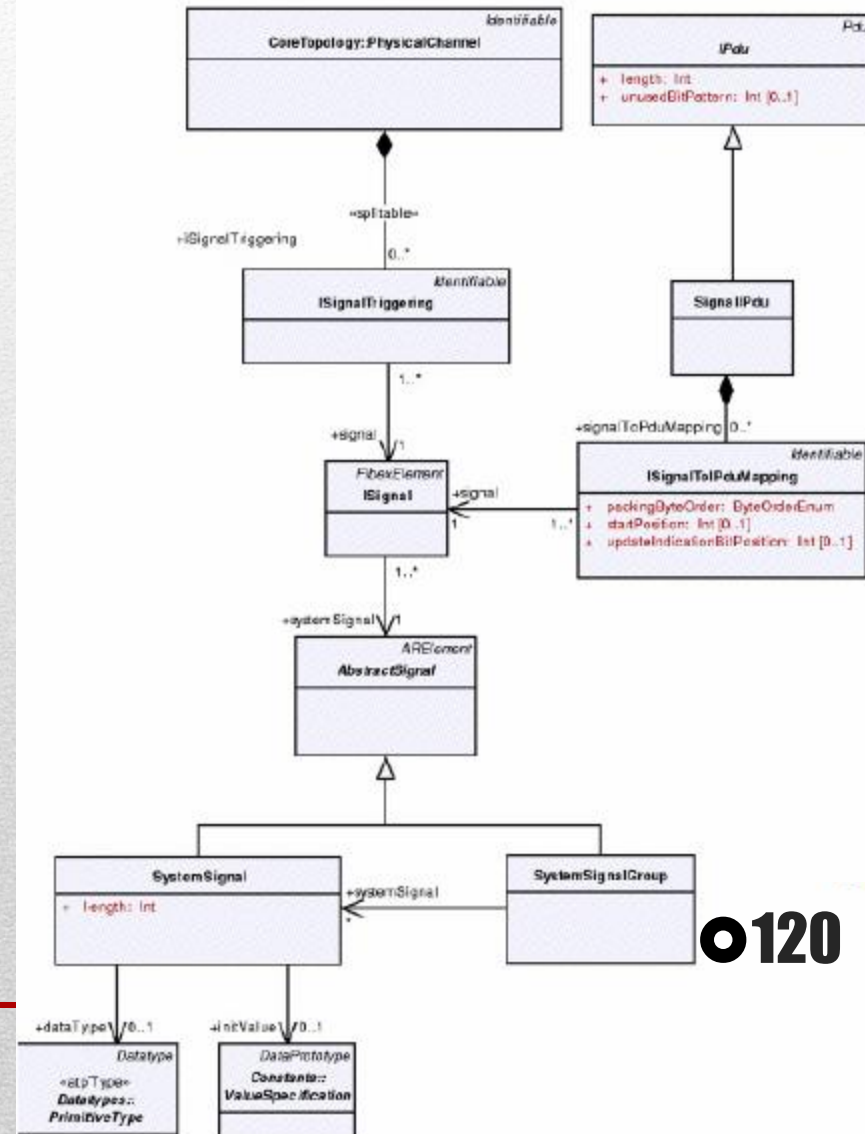 Identifiable
CoreTopology::PhysicalChannel
Pdu
IPdu
+ length: Int
+ unusedBitPattern: Int [0..1]
«splitable»
+iSignalTriggering
0..*
Identifiable
ISignalTriggering
SignalIPdu
1..*
+signal
1
+signalToPduMapping
0..*
FibexElement
ISignal
+signal
1
1..*
Identifiable
ISignalToIPduMapping
+ packingByteOrder: ByteOrderEnum
+ startPosition: Int [0..1]
+ updateIndicationBitPosition: Int [0..1]
1..*
+systemSignal
1
ARElement
AbstractSignal
SystemSignal
+ length: Int
+systemSignal
*
SystemSignalGroup
120
+dataType
0..1
+initValue
0..1
Datatype
«atpType»
Datatypes::
PrimitiveType
DataPrototype
Constants::
ValueSpecification